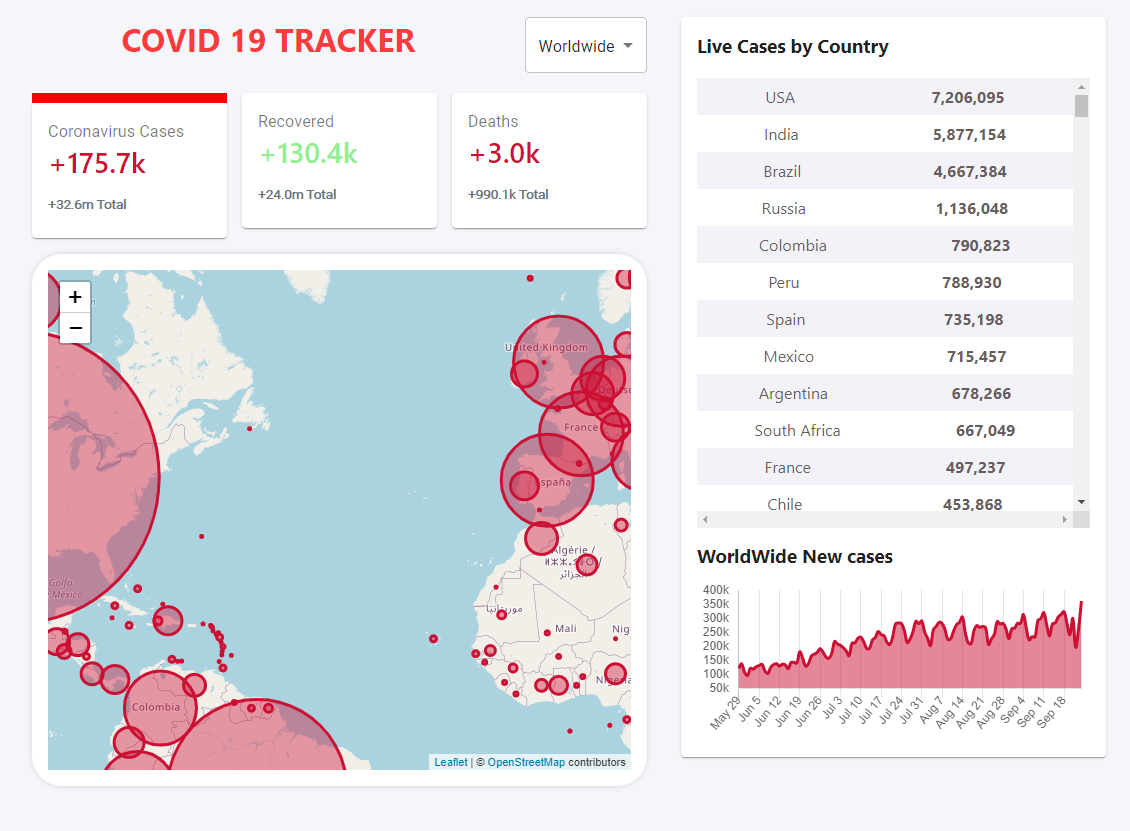 COVID 19 TRACKER
Worldwide
Coronavirus Cases
+175.7k
+32.6m Total
Recovered
+130.4k
+24.0m Total
Deaths
+3.0k
+990.1k Total
+
−
United Kingdom
France
España
Algérie /
الجزائر
موريتانيا
Mali
Golfo
Colombia
Leaflet | © OpenStreetMap contributors
Live Cases by Country
USA 7,206,095
India 5,877,154
Brazil 4,667,384
Russia 1,136,048
Colombia 790,823
Peru 788,930
Spain 735,198
Mexico 715,457
Argentina 678,266
South Africa 667,049
France 497,237
Chile 453,868
WorldWide New cases
400k
350k
300k
250k
200k
150k
100k
50k
May 29
Jun 5
Jun 12
Jun 19
Jun 26
Jul 3
Jul 10
Jul 17
Jul 24
Jul 31
Aug 7
Aug 14
Aug 21
Aug 28
Sep 4
Sep 11
Sep 18